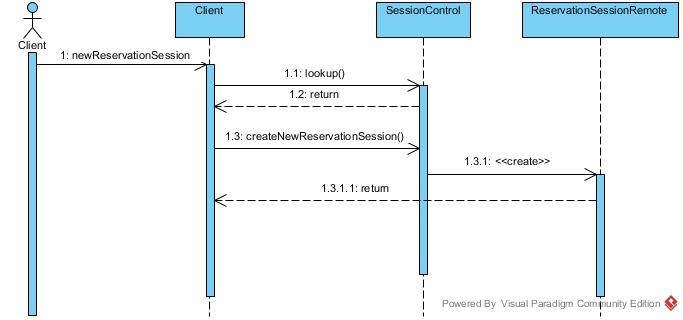 Client
SessionControl
ReservationSessionRemote
Client
1: newReservationSession
1.1: lookup()
1.2: return
1.3: createNewReservationSession()
1.3.1: <<create>>
1.3.1.1: return
Powered By Visual Paradigm Community Edition